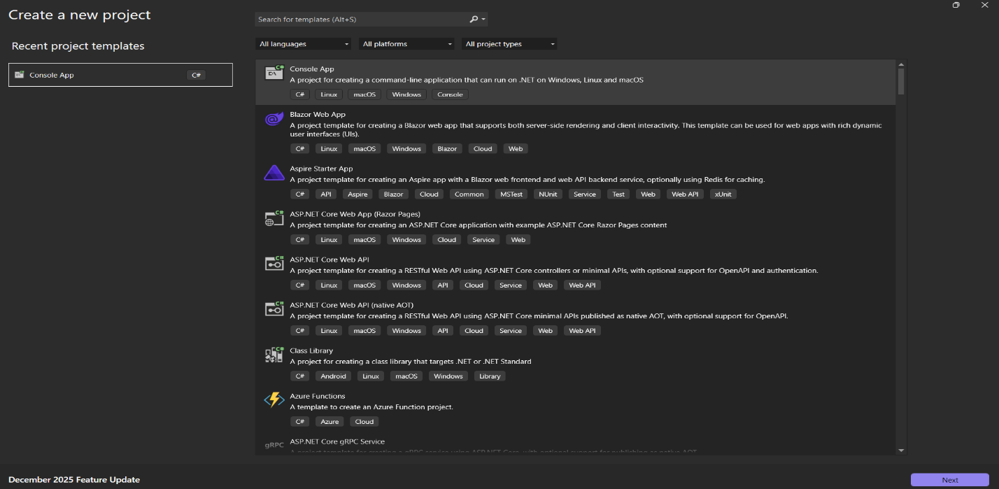 Create a new project
Recent project templates
Console App C#
Search for templates (Alt+S)
All languages All platforms All project types
Console App
A project for creating a command-line application that can run on .NET on Windows, Linux and macOS
C# Linux macOS Windows Console
Blazor Web App
A project template for creating a Blazor web app that supports both server-side rendering and client interactivity. This template can be used for web apps with rich dynamic
user interfaces (UIs).
C# Linux macOS Windows Blazor Cloud Web
Aspire Starter App
A project template for creating an Aspire app with a Blazor web frontend and web API backend service, optionally using Redis for caching.
C# API Aspire Blazor Cloud Common MSTest NUnit Service Test Web Web API xUnit
ASP.NET Core Web App (Razor Pages)
A project template for creating an ASP.NET Core application with example ASP.NET Core Razor Pages content
C# Linux macOS Windows Cloud Service Web
ASP.NET Core Web API
A project template for creating a RESTful Web API using ASP.NET Core controllers or minimal APIs, with optional support for OpenAPI and authentication.
C# Linux macOS Windows API Cloud Service Web Web API
ASP.NET Core Web API (native AOT)
A project template for creating a RESTful Web API using ASP.NET Core minimal APIs published as native AOT, with optional support for OpenAPI.
C# Linux macOS Windows API Cloud Service Web Web API
Class Library
A project for creating a class library that targets .NET or .NET Standard
C# Android Linux macOS Windows Library
Azure Functions
A template to create an Azure Function project.
C# Azure Cloud
gRPC ASP.NET Core gRPC Service
December 2025 Feature Update
Next